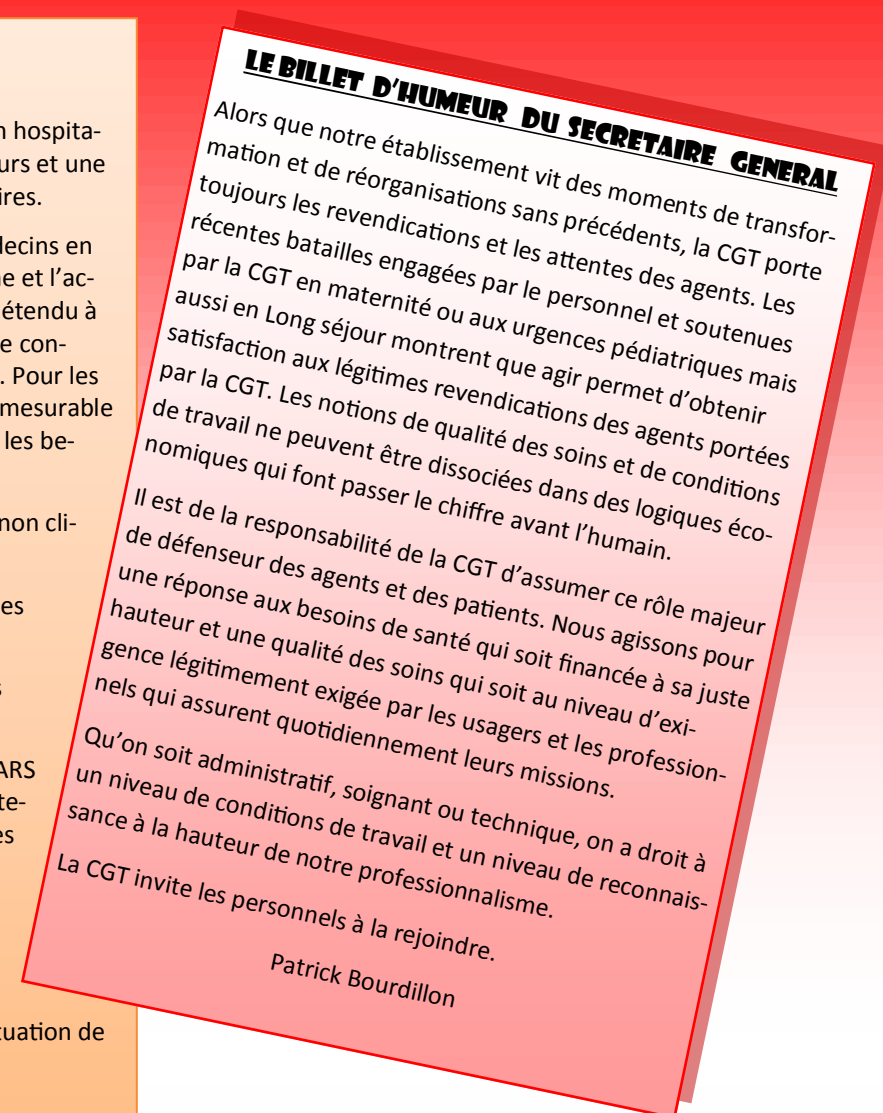 n hospita-
urs et une
ires.
decins en
ne et l'ac-
étendu à
e con-
. Pour les
mesurable
les be-
non cli-
es
s
ARS
te-
es
tuation de
LE BILLET D'HUMEUR DU SECRETAIRE GENERAL
Alors que notre établissement vit des moments de transfor-
mation et de réorganisations sans précédents, la CGT porte
toujours les revendications et les attentes des agents. Les
récentes batailles engagées par le personnel et soutenues
par la CGT en maternité ou aux urgences pédiatriques mais
aussi en Long séjour montrent que agir permet d'obtenir
satisfaction aux légitimes revendications des agents portées
par la CGT. Les notions de qualité des soins et de conditions
de travail ne peuvent être dissociées dans des logiques éco-
nomiques qui font passer le chiffre avant l'humain.
Il est de la responsabilité de la CGT d'assumer ce rôle majeur
de défenseur des agents et des patients. Nous agissons pour
une réponse aux besoins de santé qui soit financée à sa juste
hauteur et une qualité des soins qui soit au niveau d'exi-
gence légitimement exigée par les usagers et les profession-
nels qui assurent quotidiennement leurs missions.
Qu'on soit administratif, soignant ou technique, on a droit à
un niveau de conditions de travail et un niveau de reconnais-
sance à la hauteur de notre professionnalisme.
La CGT invite les personnels à la rejoindre.
Patrick Bourdillon